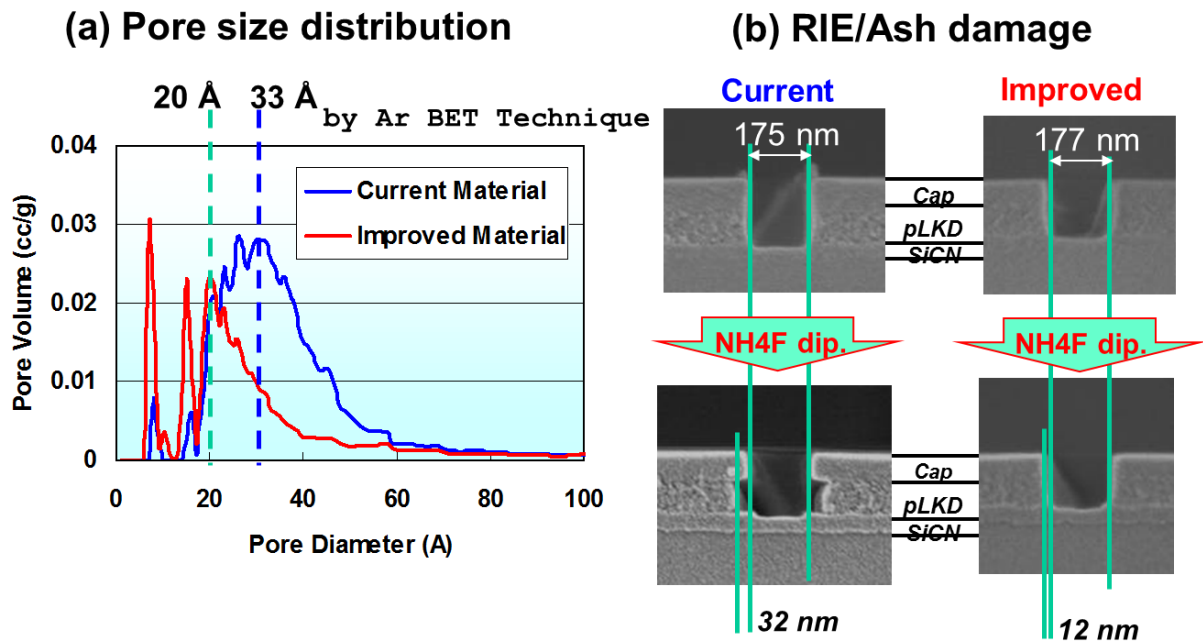 (a) Pore size distribution
20 Å
33 Å
by Ar BET Technique
0.04
0.03
0.02
0.01
0
Pore Volume (cc/g)
Current Material
Improved Material
0
20
40
60
80
100
Pore Diameter (A)
(b) RIE/Ash damage
Current
Improved
175 nm
177 nm
Cap
pLKD
SiCN
NH4F dip.
NH4F dip.
Cap
pLKD
SiCN
32 nm
12 nm